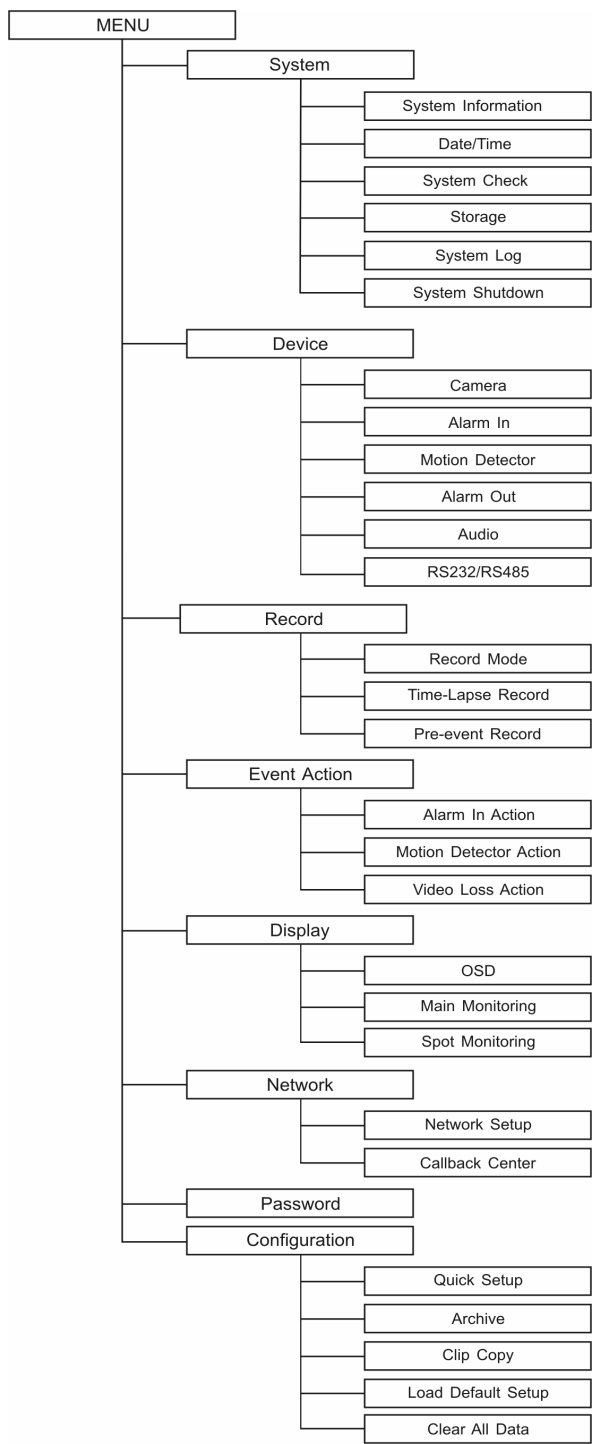 MENU
System
System Information
Date/Time
System Check
Storage
System Log
System Shutdown
Device
Camera
Alarm In
Motion Detector
Alarm Out
Audio
RS232/RS485
Record
Record Mode
Time-Lapse Record
Pre-event Record
Event Action
Alarm In Action
Motion Detector Action
Video Loss Action
Display
OSD
Main Monitoring
Spot Monitoring
Network
Network Setup
Callback Center
Password
Configuration
Quick Setup
Archive
Clip Copy
Load Default Setup
Clear All Data